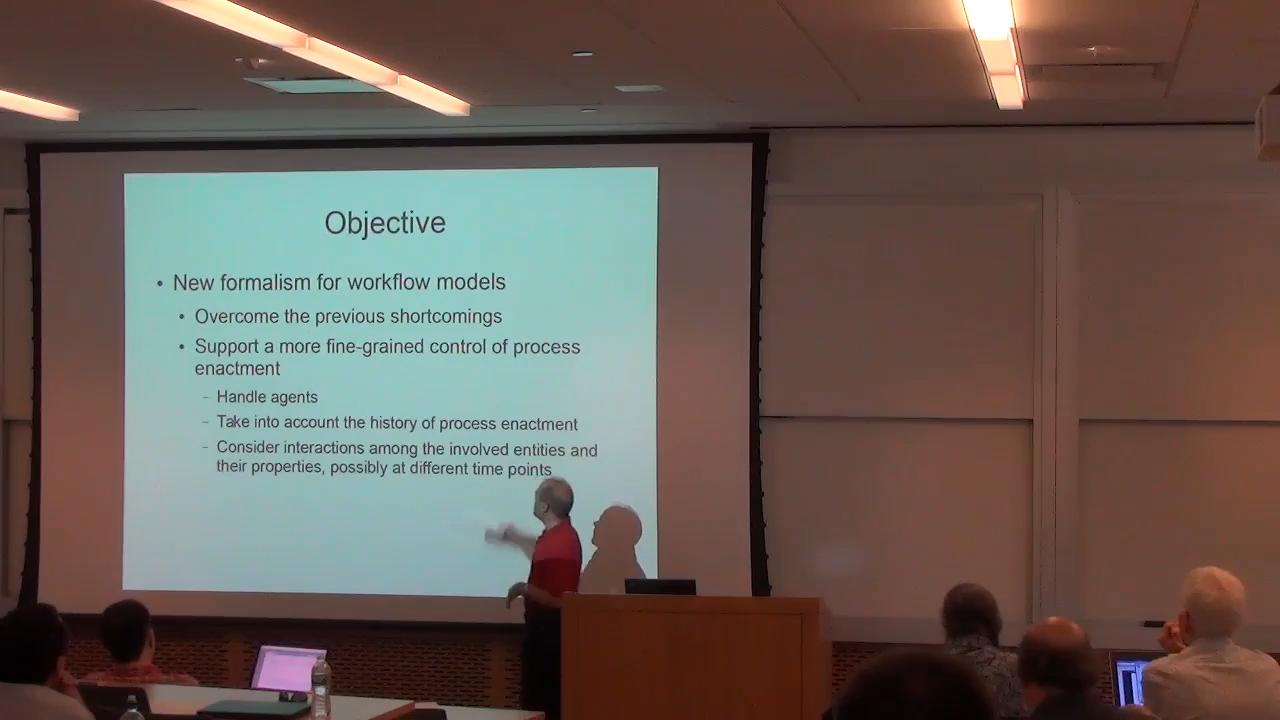 Objective
• New formalism for workflow models
• Overcome the previous shortcomings
• Support a more fine-grained control of process
enactment
– Handle agents
– Take into account the history of process enactment
– Consider interactions among the involved entities and
their properties, possibly at different time points